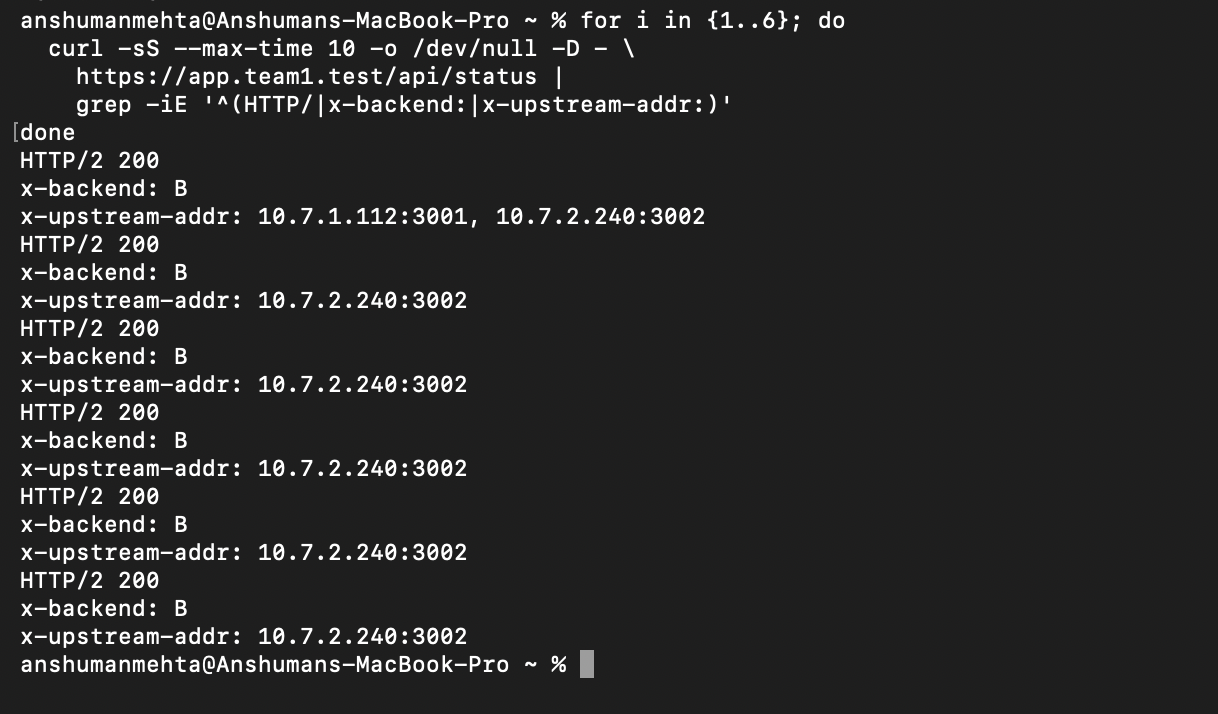 anshumanmehta@Anshumans-MacBook-Pro ~ % for i in {1..6}; do
  curl -sS --max-time 10 -o /dev/null -D - \
    https://app.team1.test/api/status |
    grep -iE '^(HTTP/|x-backend:|x-upstream-addr:)'
[done
HTTP/2 200
x-backend: B
x-upstream-addr: 10.7.1.112:3001, 10.7.2.240:3002
HTTP/2 200
x-backend: B
x-upstream-addr: 10.7.2.240:3002
HTTP/2 200
x-backend: B
x-upstream-addr: 10.7.2.240:3002
HTTP/2 200
x-backend: B
x-upstream-addr: 10.7.2.240:3002
HTTP/2 200
x-backend: B
x-upstream-addr: 10.7.2.240:3002
HTTP/2 200
x-backend: B
x-upstream-addr: 10.7.2.240:3002
anshumanmehta@Anshumans-MacBook-Pro ~ %